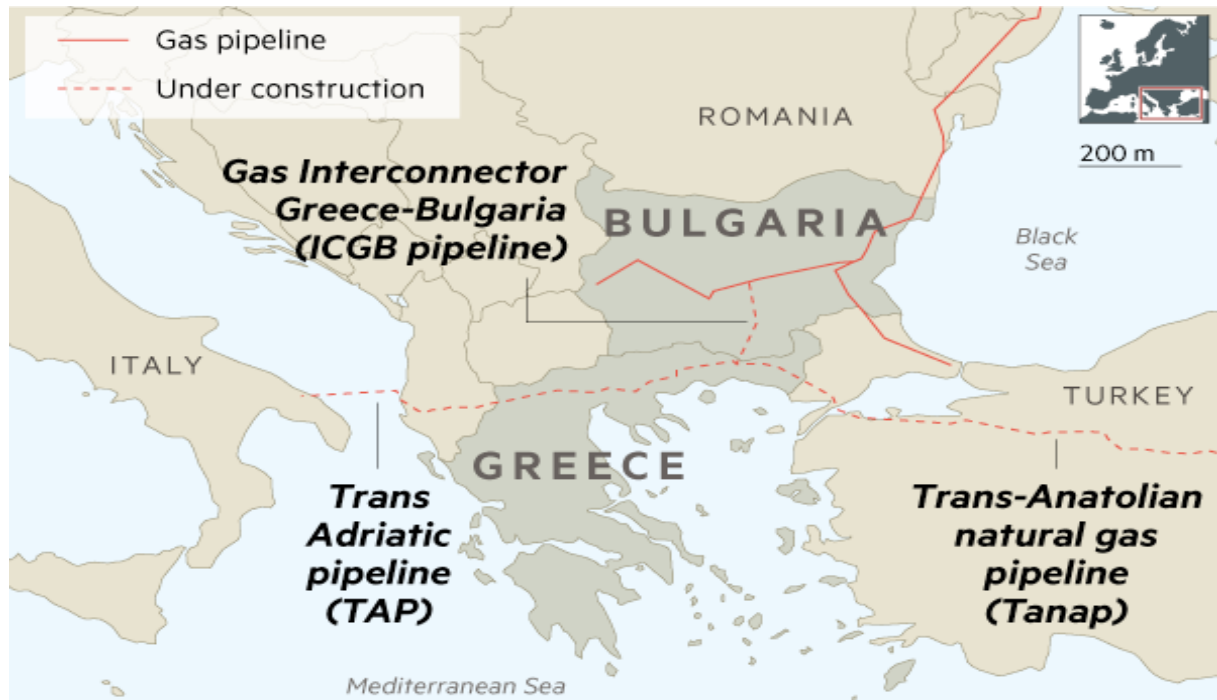 Gas pipeline
Under construction
ROMANIA
200 m
Gas Interconnector
Greece-Bulgaria
(ICGB pipeline)
BULGARIA
Black
Sea
ITALY
TURKEY
GREECE
Trans
Adriatic
pipeline
(TAP)
Trans-Anatolian
natural gas
pipeline
(Tanap)
Mediterranean Sea